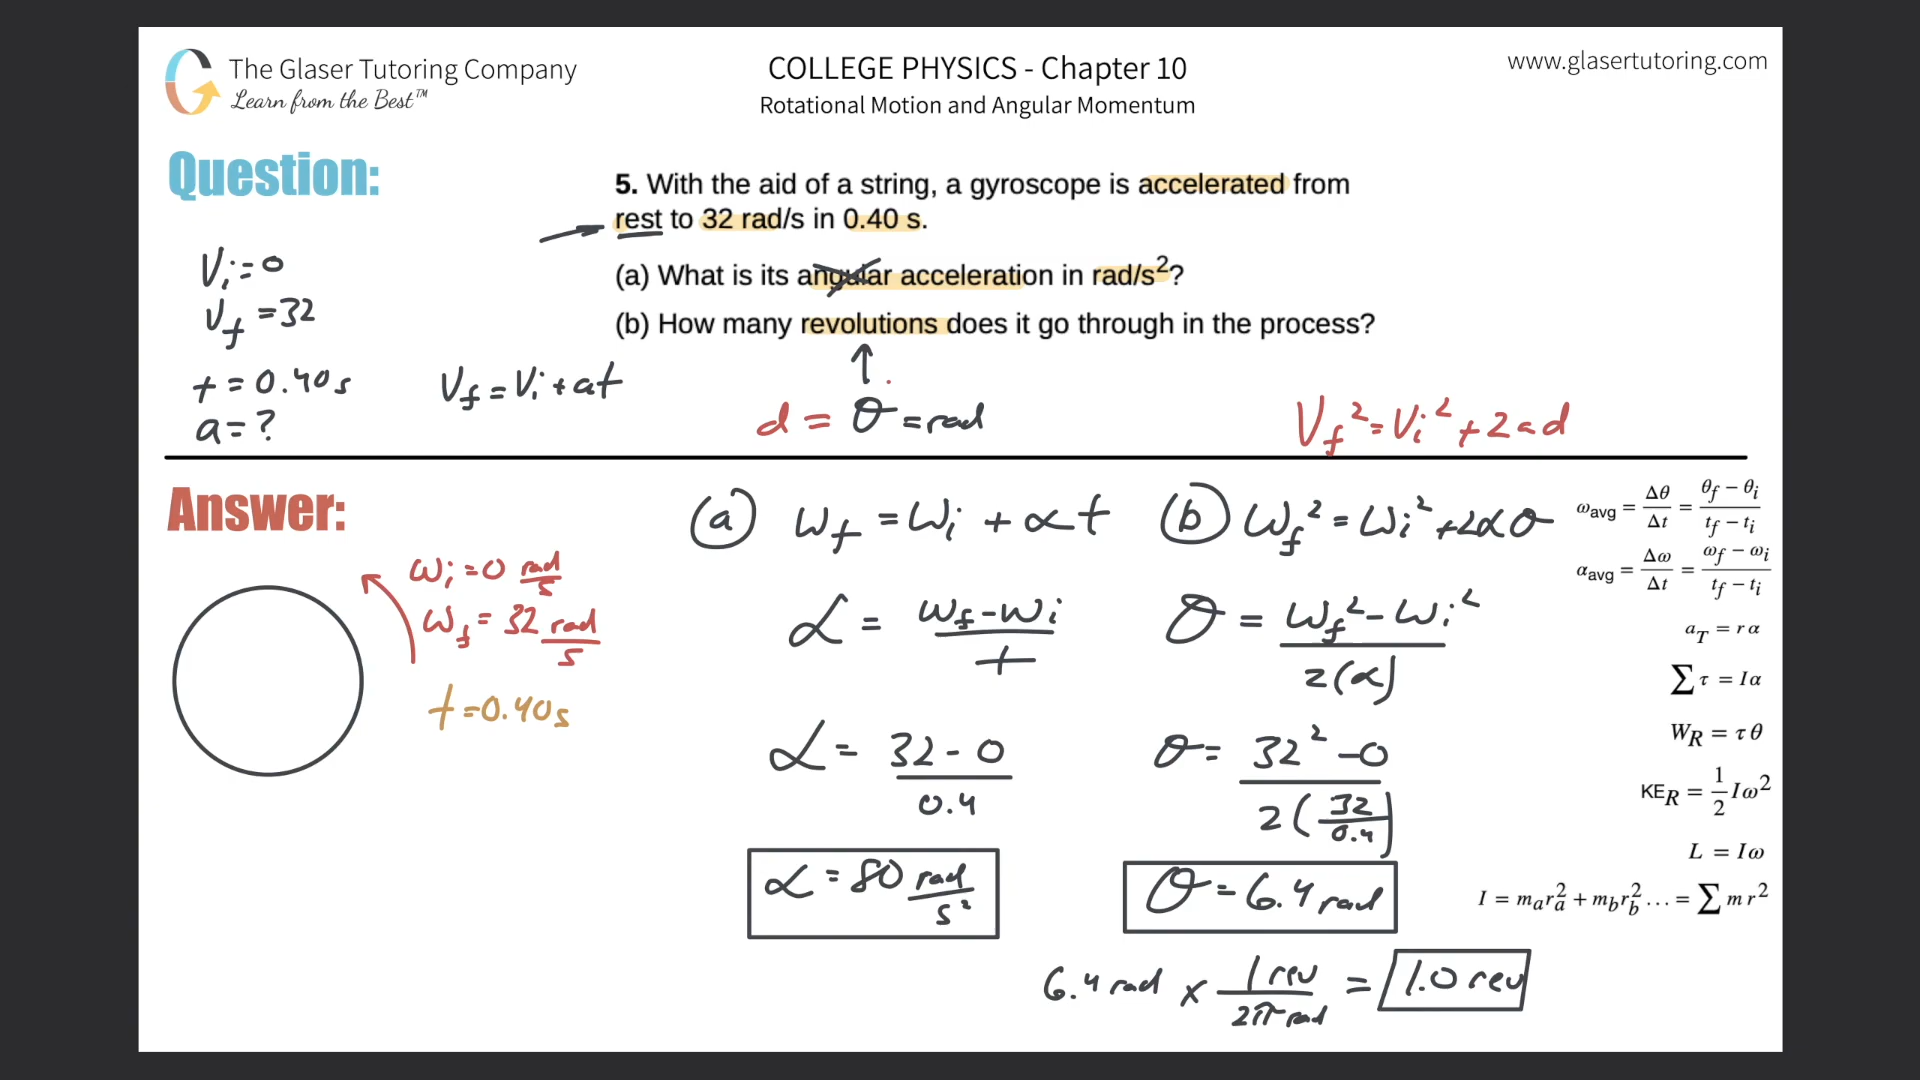 The Glaser Tutoring Company
Learn from the Best™
COLLEGE PHYSICS - Chapter 10
Rotational Motion and Angular Momentum
www.glasertutoring.com
Question:
5. With the aid of a string, a gyroscope is accelerated from
rest to 32 rad/s in 0.40 s.
(a) What is its angular acceleration in rad/s²?
(b) How many revolutions does it go through in the process?
Vi = 0
Vf = 32
t = 0.40s
a = ?
Vf = Vi + at
d = θ = rad
Vf² = Vi² + 2ad
Answer:
ωi = 0 rad/s
ωf = 32 rad/s
t = 0.40s
(a) ωf = ωi + αt
α = (ωf - ωi)/t
α = (32 - 0)/0.4
α = 80 rad/s²
(b) ωf² = ωi² + 2αθ
θ = (ωf² - ωi²)/2(α)
θ = (32² - 0)/2(32/0.4)
θ = 6.4 rad
6.4 rad × 1 rev/2π rad = 1.0 rev
ωavg = Δθ/Δt = (θf − θi)/(tf − ti)
αavg = Δω/Δt = (ωf − ωi)/(tf − ti)
aT = rα
∑τ = Iα
WR = τθ
KER = 1/2 Iω²
L = Iω
I = mara² + mbrb² ... = ∑mr²